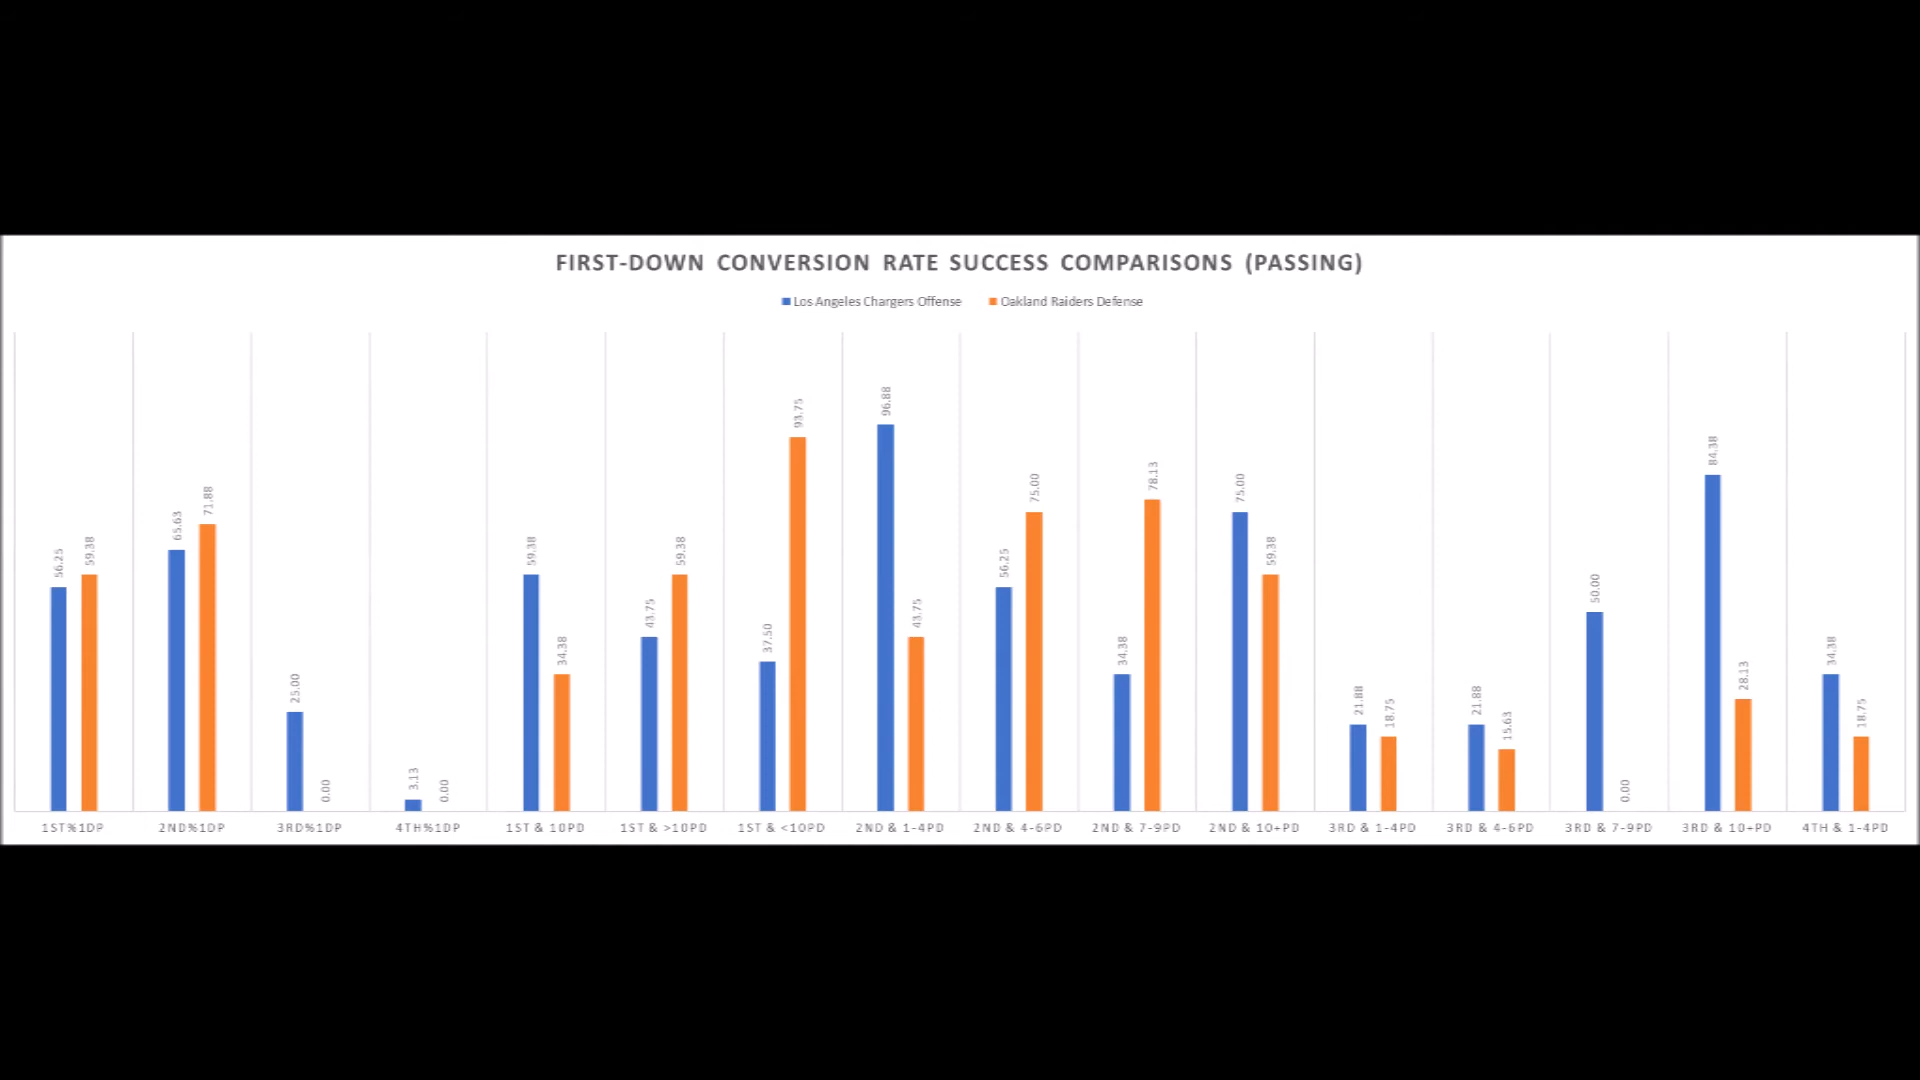 FIRST-DOWN CONVERSION RATE SUCCESS COMPARISONS (PASSING)
Los Angeles Chargers Offense Oakland Raiders Defense
56.25 59.38 65.63 71.88 25.00 0.00 3.13 0.00 59.38 34.38 43.75 59.38 37.50 93.75 96.88 43.75 56.25 75.00 34.38 78.13 75.00 59.38 21.88 18.75 21.88 15.63 50.00 0.00 84.38 28.13 34.38 18.75
1ST%1DP 2ND%1DP 3RD%1DP 4TH%1DP 1ST & 10PD 1ST & >10PD 1ST & <10PD 2ND & 1-4PD 2ND & 4-6PD 2ND & 7-9PD 2ND & 10+PD 3RD & 1-4PD 3RD & 4-6PD 3RD & 7-9PD 3RD & 10+PD 4TH & 1-4PD